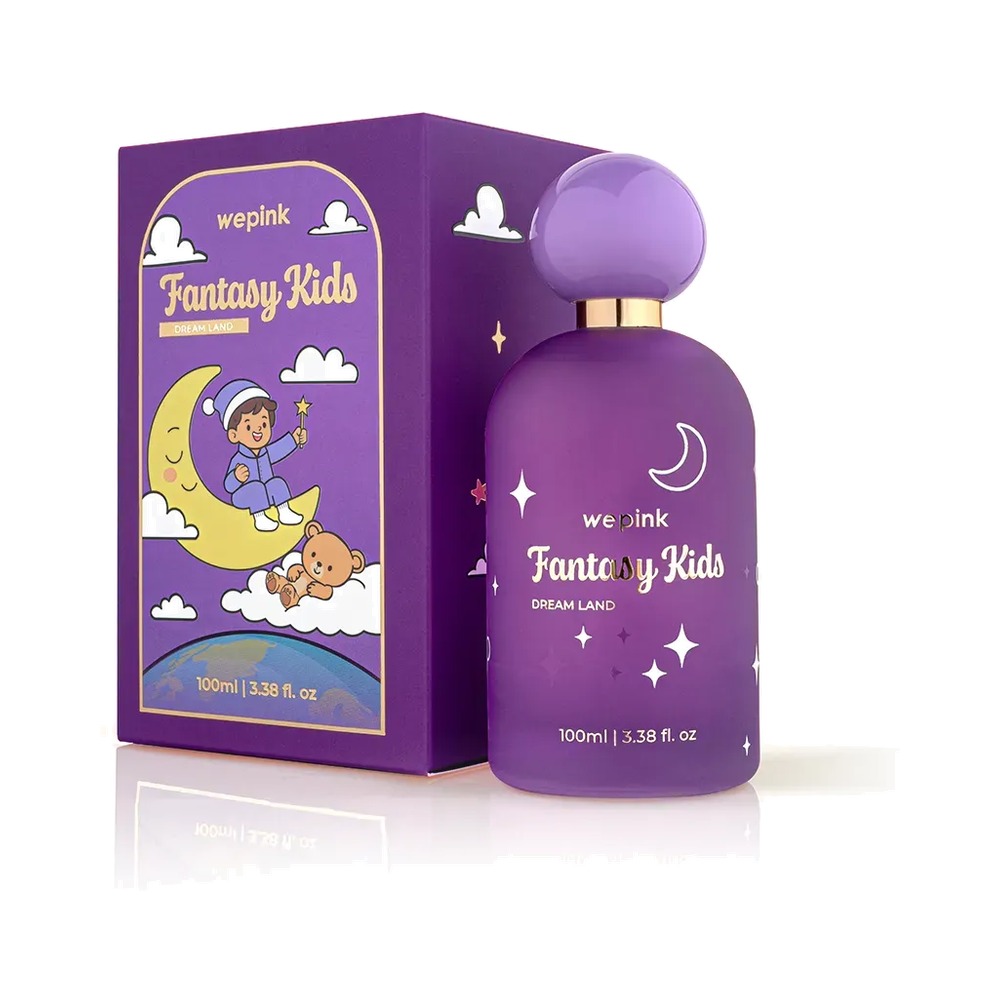 wepink
Fantasy Kids
DREAM LAND
100ml | 3.38 fl. oz
wepink
Fantasy Kids
DREAM LAND
100ml | 3.38 fl. oz